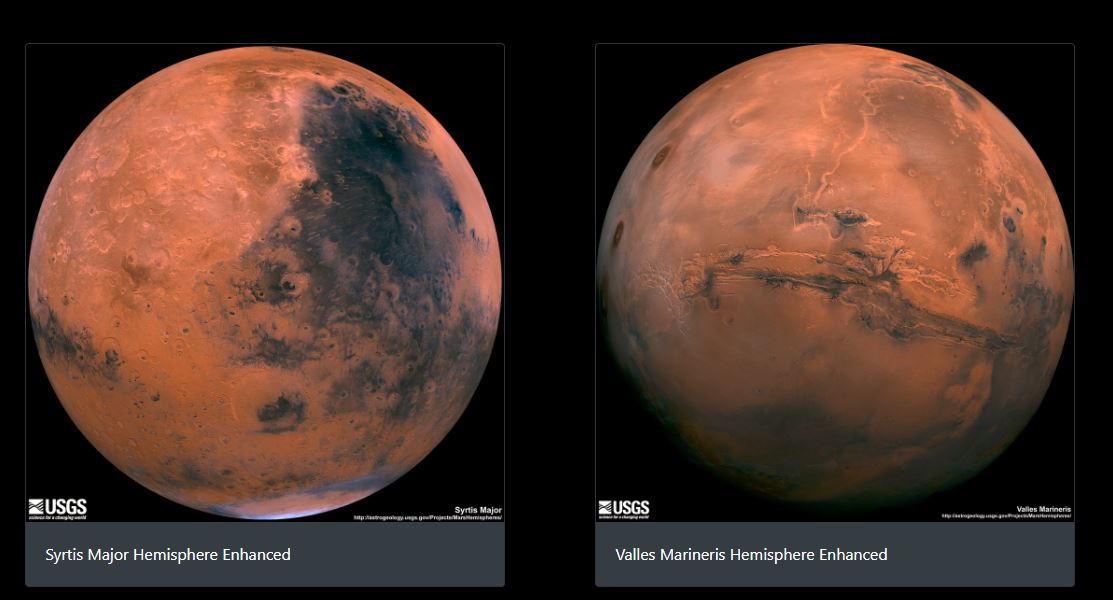 USGS
science for a changing world
Syrtis Major
http://astrogeology.usgs.gov/Projects/MarsHemispheres/
Syrtis Major Hemisphere Enhanced
USGS
science for a changing world
Valles Marineris
http://astrogeology.usgs.gov/Projects/MarsHemispheres/
Valles Marineris Hemisphere Enhanced